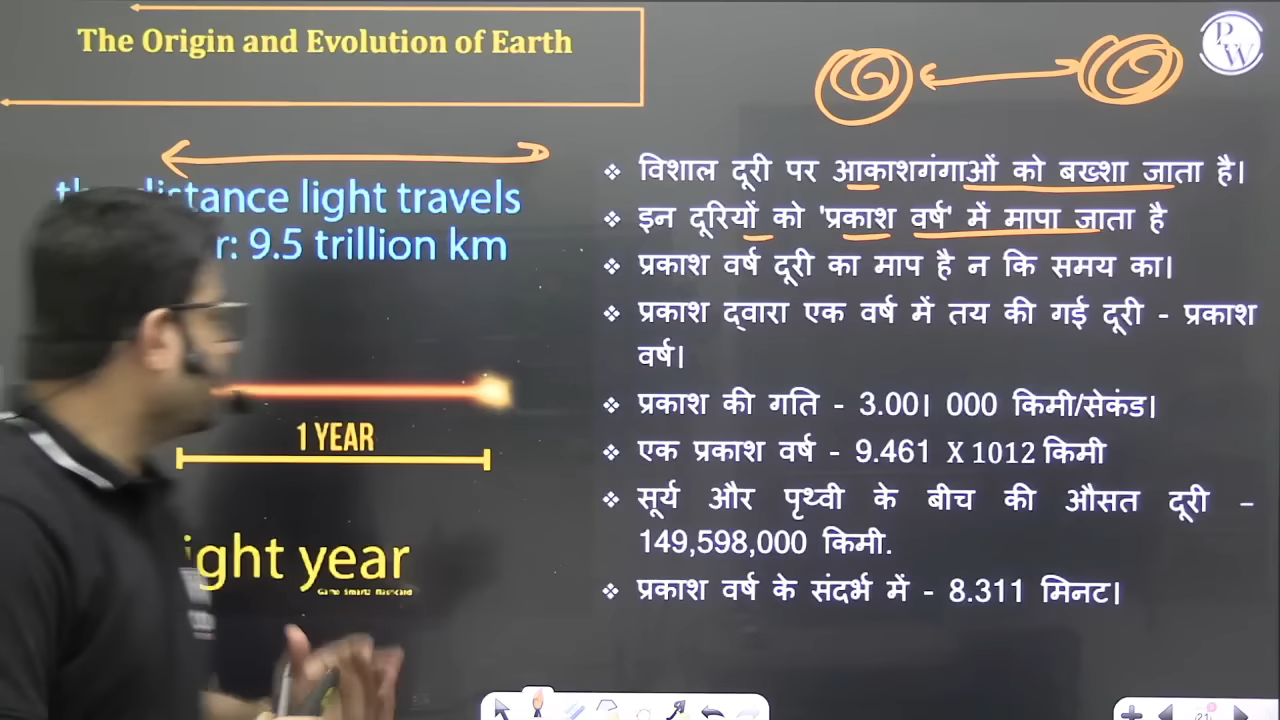 The Origin and Evolution of Earth
PW
distance light travels
r: 9.5 trillion km
1 YEAR
ight year
❖ विशाल दूरी पर आकाशगंगाओं को बख्शा जाता है।
❖ इन दूरियों को 'प्रकाश वर्ष' में मापा जाता है
❖ प्रकाश वर्ष दूरी का माप है न कि समय का।
❖ प्रकाश द्वारा एक वर्ष में तय की गई दूरी - प्रकाश
वर्ष।
❖ प्रकाश की गति - 3.00। 000 किमी/सेकंड।
❖ एक प्रकाश वर्ष - 9.461 X 1012 किमी
❖ सूर्य और पृथ्वी के बीच की औसत दूरी –
149,598,000 किमी.
❖ प्रकाश वर्ष के संदर्भ में - 8.311 मिनट।
21